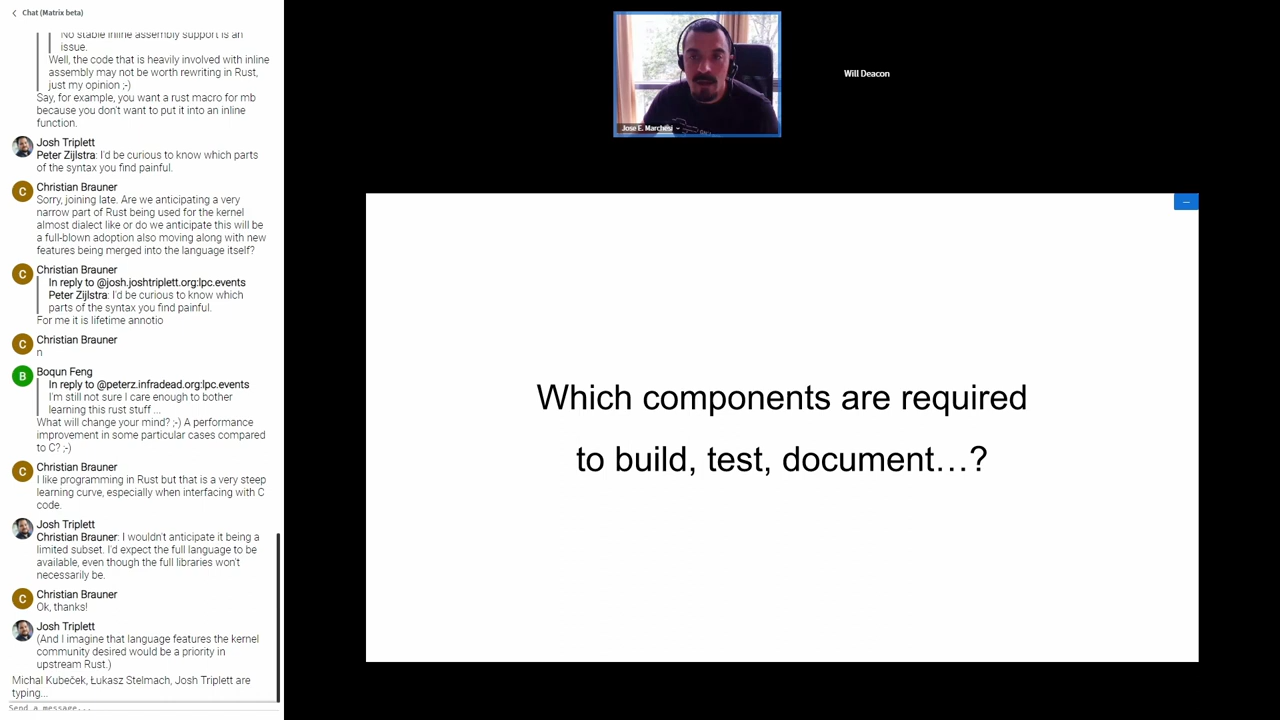 Chat (Matrix beta)
No stable inline assembly support is an
issue.
Well, the code that is heavily involved with inline
assembly may not be worth rewriting in Rust,
just my opinion ;-)
Say, for example, you want a rust macro for mb
because you don't want to put it into an inline
function.
Josh Triplett
Peter Zijlstra: I'd be curious to know which parts
of the syntax you find painful.
C
Christian Brauner
Sorry, joining late. Are we anticipating a very
narrow part of Rust being used for the kernel
almost dialect like or do we anticipate this will be
a full-blown adoption also moving along with new
features being merged into the language itself?
C
Christian Brauner
In reply to @josh.joshtriplett.org:lpc.events
Peter Zijlstra: I'd be curious to know which
parts of the syntax you find painful.
For me it is lifetime annotio
C
Christian Brauner
n
B
Boqun Feng
In reply to @peterz.infradead.org:lpc.events
I'm still not sure I care enough to bother
learning this rust stuff ...
What will change your mind? ;-) A performance
improvement in some particular cases compared
to C? ;-)
C
Christian Brauner
I like programming in Rust but that is a very steep
learning curve, especially when interfacing with C
code.
Josh Triplett
Christian Brauner: I wouldn't anticipate it being a
limited subset. I'd expect the full language to be
available, even though the full libraries won't
necessarily be.
C
Christian Brauner
Ok, thanks!
Josh Triplett
(And I imagine that language features the kernel
community desired would be a priority in
upstream Rust.)
Michal Kubeček, Łukasz Stelmach, Josh Triplett are
typing...
Send a message...
Jose E. Marchesi
Will Deacon
Which components are required
to build, test, document…?